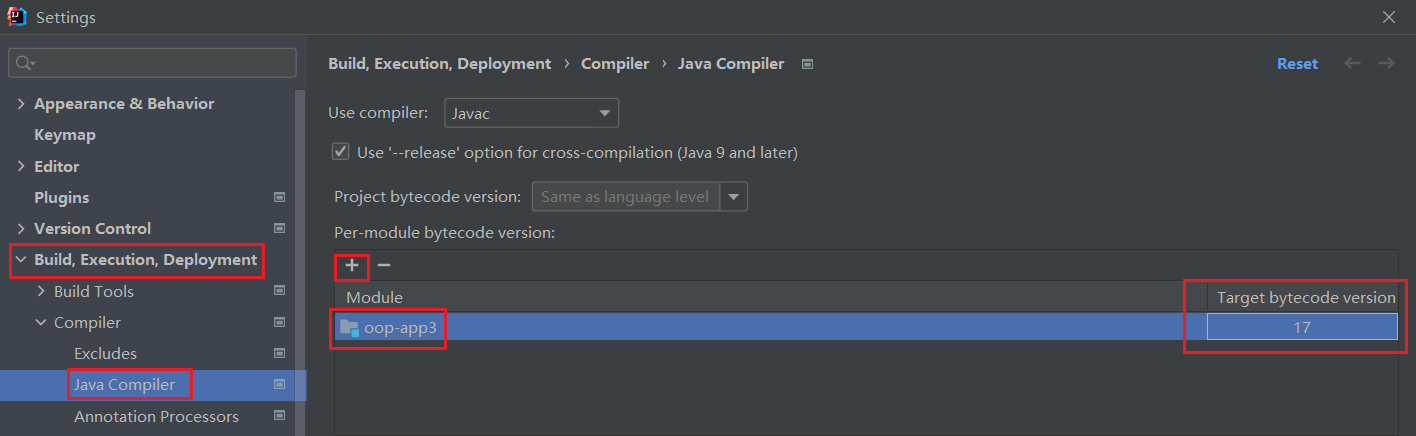 Settings
Appearance & Behavior
Keymap
Editor
Plugins
Version Control
Build, Execution, Deployment
Build Tools
Compiler
Excludes
Java Compiler
Annotation Processors
Build, Execution, Deployment › Compiler › Java Compiler
Reset
Use compiler: Javac
Use '--release' option for cross-compilation (Java 9 and later)
Project bytecode version: Same as language level
Per-module bytecode version:
Module Target bytecode version
oop-app3 17